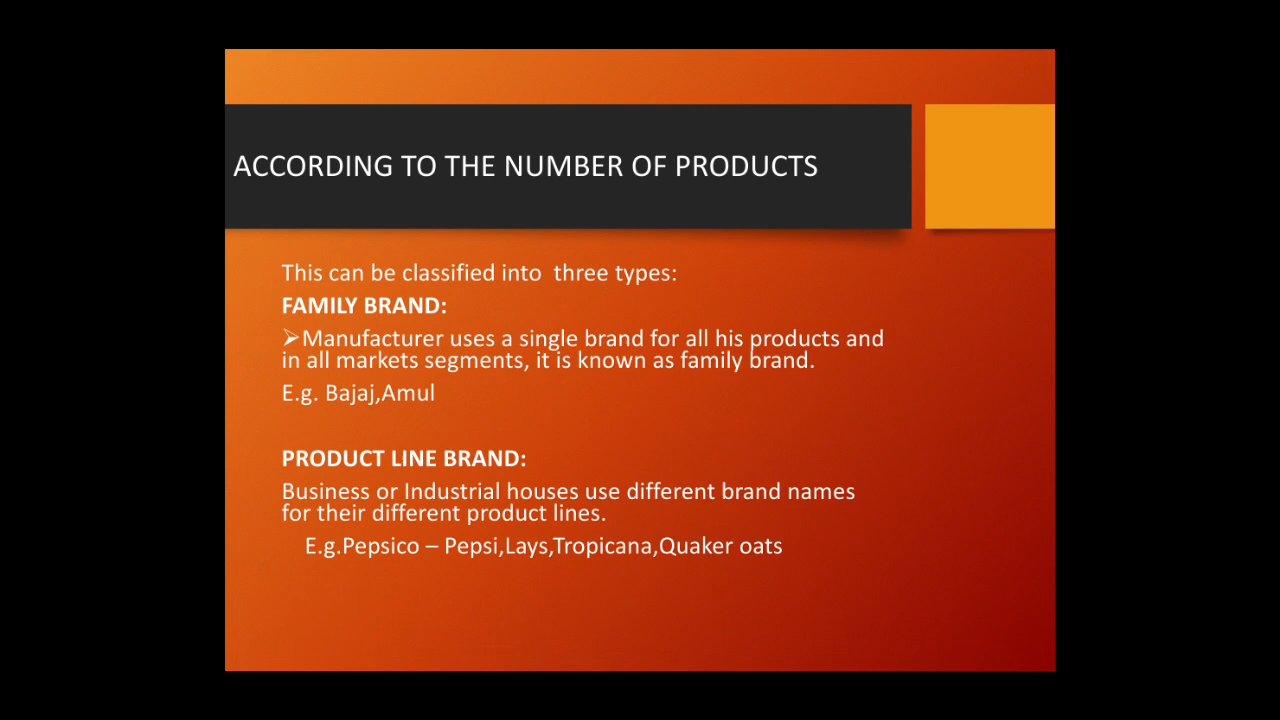 ACCORDING TO THE NUMBER OF PRODUCTS
This can be classified into  three types:
FAMILY BRAND:
➢Manufacturer uses a single brand for all his products and
in all markets segments, it is known as family brand.
E.g. Bajaj,Amul
PRODUCT LINE BRAND:
Business or Industrial houses use different brand names
for their different product lines.
E.g.Pepsico – Pepsi,Lays,Tropicana,Quaker oats